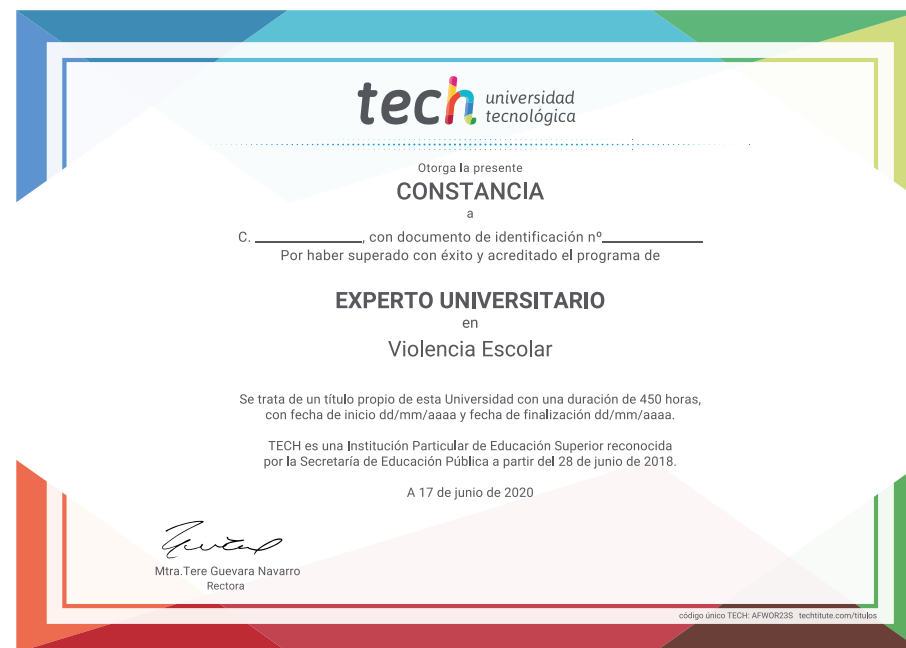 tech universidad
tecnológica
Otorga la presente
CONSTANCIA
a
C. ____________, con documento de identificación nº____________
Por haber superado con éxito y acreditado el programa de
EXPERTO UNIVERSITARIO
en
Violencia Escolar
Se trata de un título propio de esta Universidad con una duración de 450 horas,
con fecha de inicio dd/mm/aaaa y fecha de finalización dd/mm/aaaa.
TECH es una Institución Particular de Educación Superior reconocida
por la Secretaría de Educación Pública a partir del 28 de junio de 2018.
A 17 de junio de 2020
Mtra.Tere Guevara Navarro
Rectora
código único TECH: AFWOR23S techtitute.com/titulos